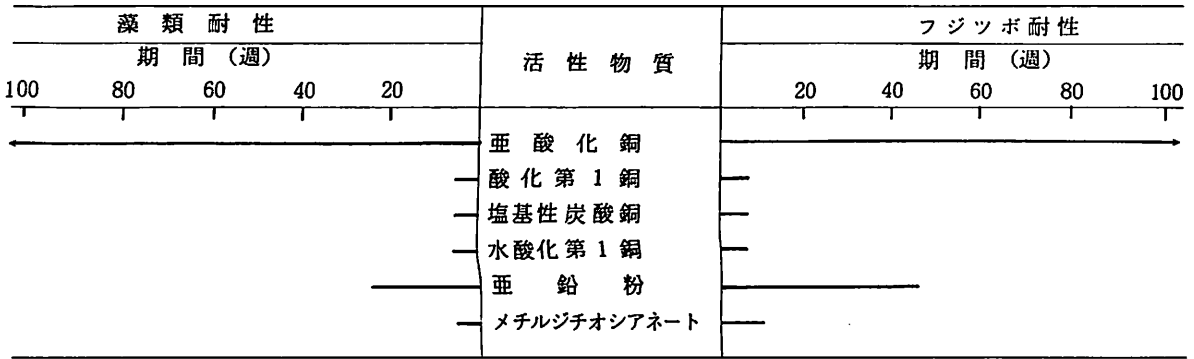 藻類耐性 活性物質 フジツボ耐性
期間（週） 期間（週）
100 80 60 40 20 20 40 60 80 100
亜酸化銅
酸化第1銅
塩基性炭酸銅
水酸化第1銅
亜鉛粉
メチルジチオシアネート